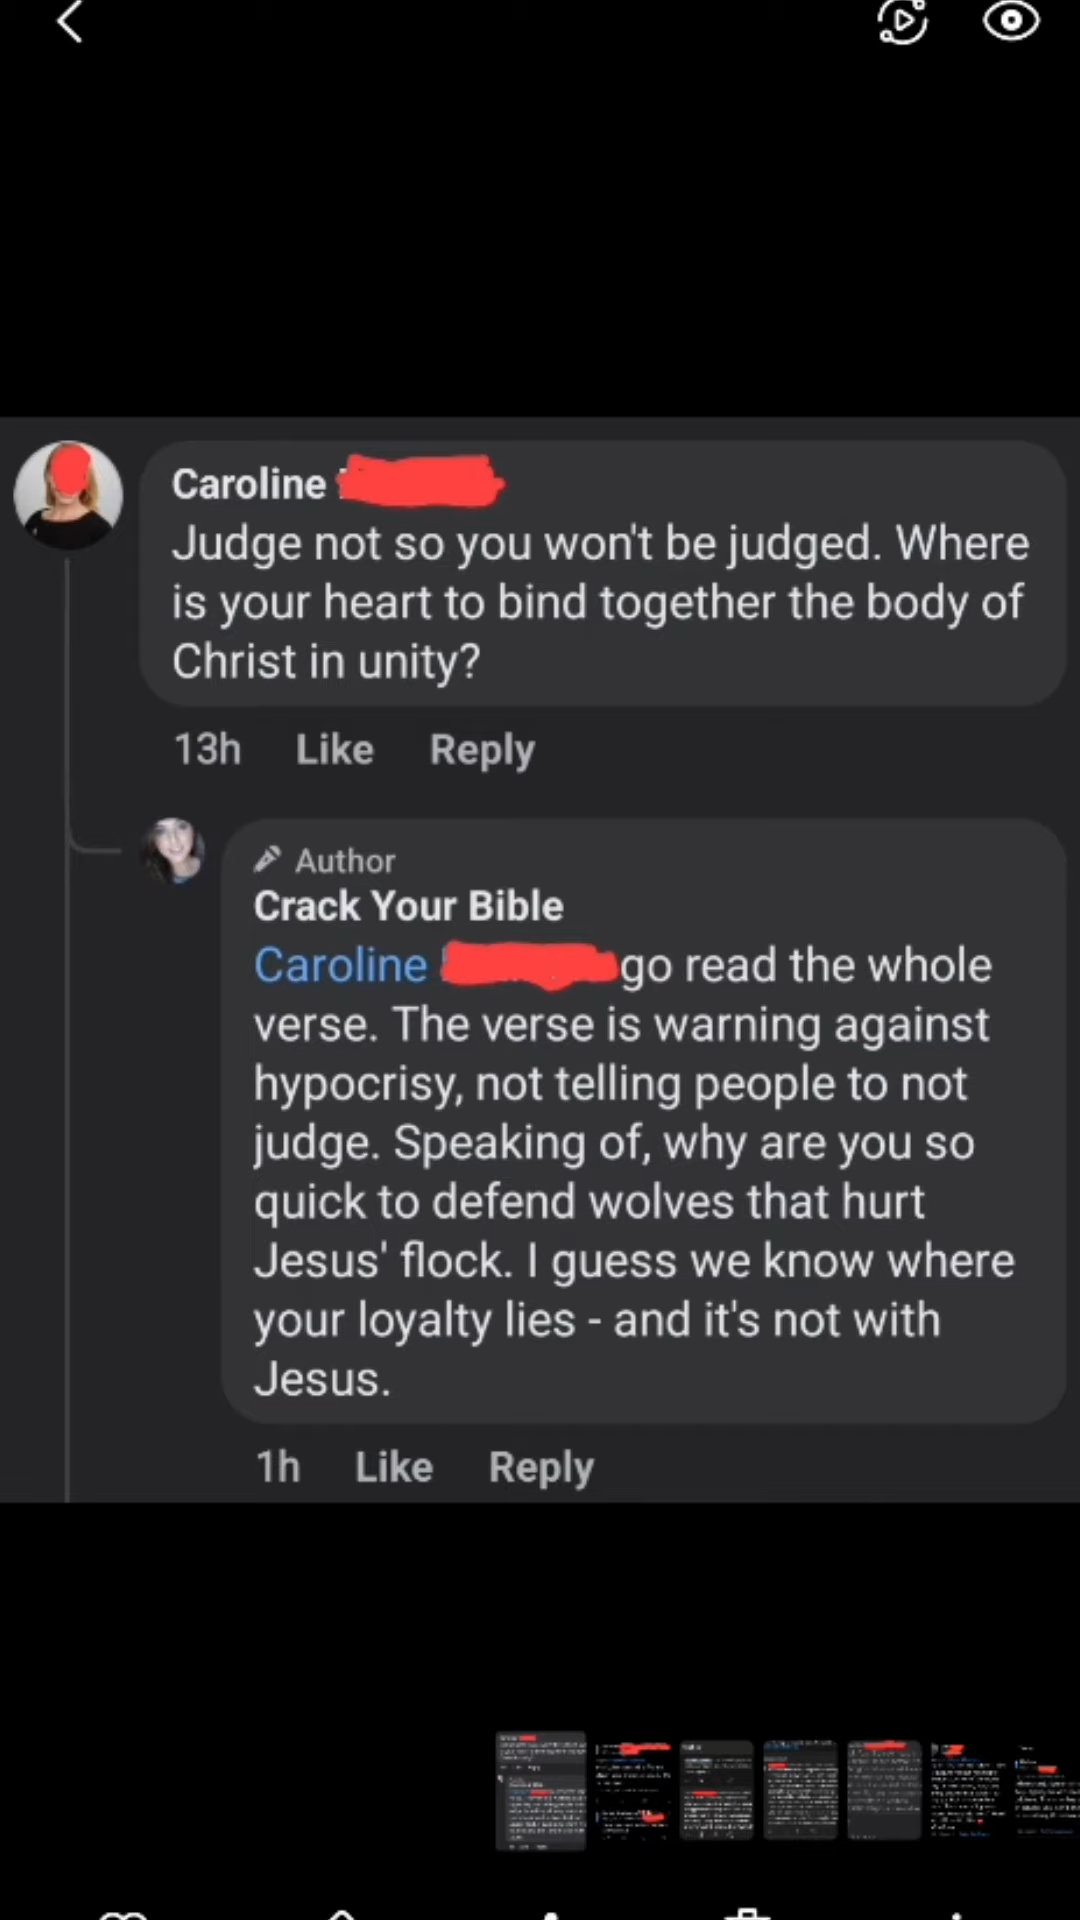 Caroline
Judge not so you won't be judged. Where
is your heart to bind together the body of
Christ in unity?
13h Like Reply
Author
Crack Your Bible
Caroline go read the whole
verse. The verse is warning against
hypocrisy, not telling people to not
judge. Speaking of, why are you so
quick to defend wolves that hurt
Jesus' flock. I guess we know where
your loyalty lies - and it's not with
Jesus.
1h Like Reply